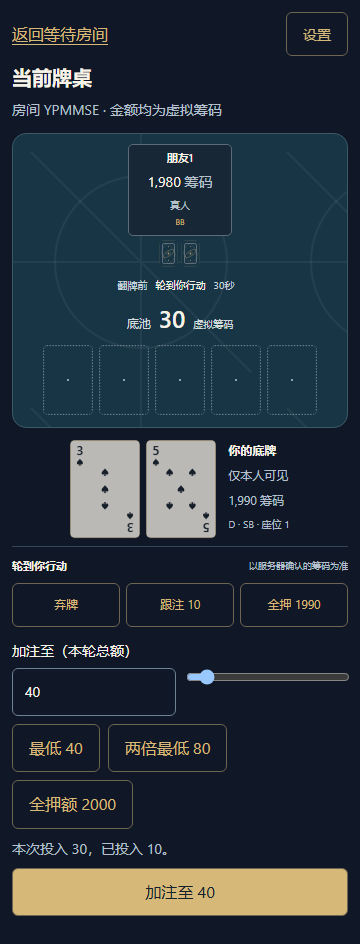 返回等待房间
设置
当前牌桌
房间 YPMMSE · 金额均为虚拟筹码
朋友1
1,980 筹码
真人
BB
翻牌前 轮到你行动 30秒
底池 30 虚拟筹码
3
3
5
5
你的底牌
仅本人可见
1,990 筹码
D · SB · 座位 1
轮到你行动
以服务器确认的筹码为准
弃牌
跟注 10
全押 1990
加注至（本轮总额）
40
最低 40
两倍最低 80
全押额 2000
本次投入 30，已投入 10。
加注至 40